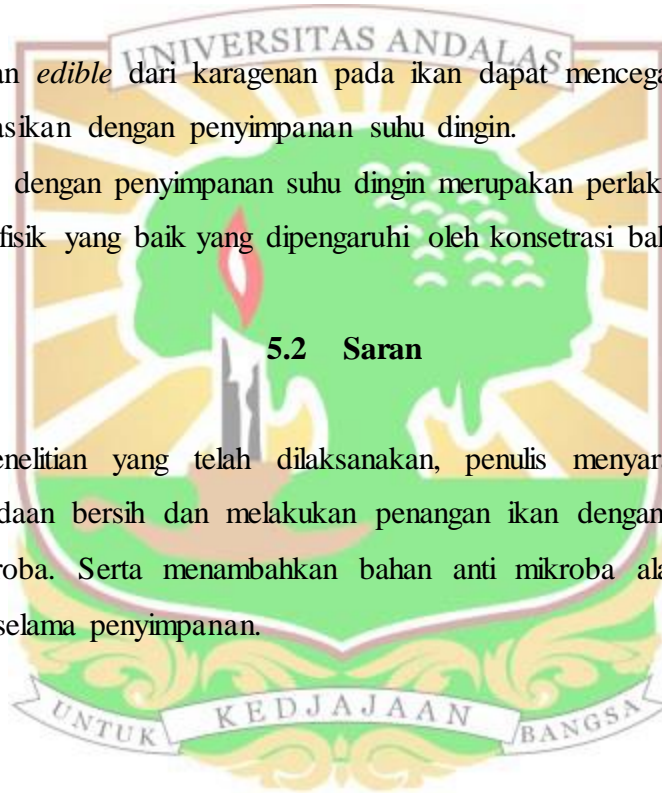 UNIVERSITAS ANDALAS
an edible dari karagenan pada ikan dapat mencega
asikan dengan penyimpanan suhu dingin.
dengan penyimpanan suhu dingin merupakan perlak
fisik yang baik yang dipengaruhi oleh konsetrasi bal
5.2 Saran
enelitian yang telah dilaksanakan, penulis menyara
daan bersih dan melakukan penangan ikan dengan
roba. Serta menambahkan bahan anti mikroba ala
selama penyimpanan.
UNTUK KEDJAJAAN BANGSA